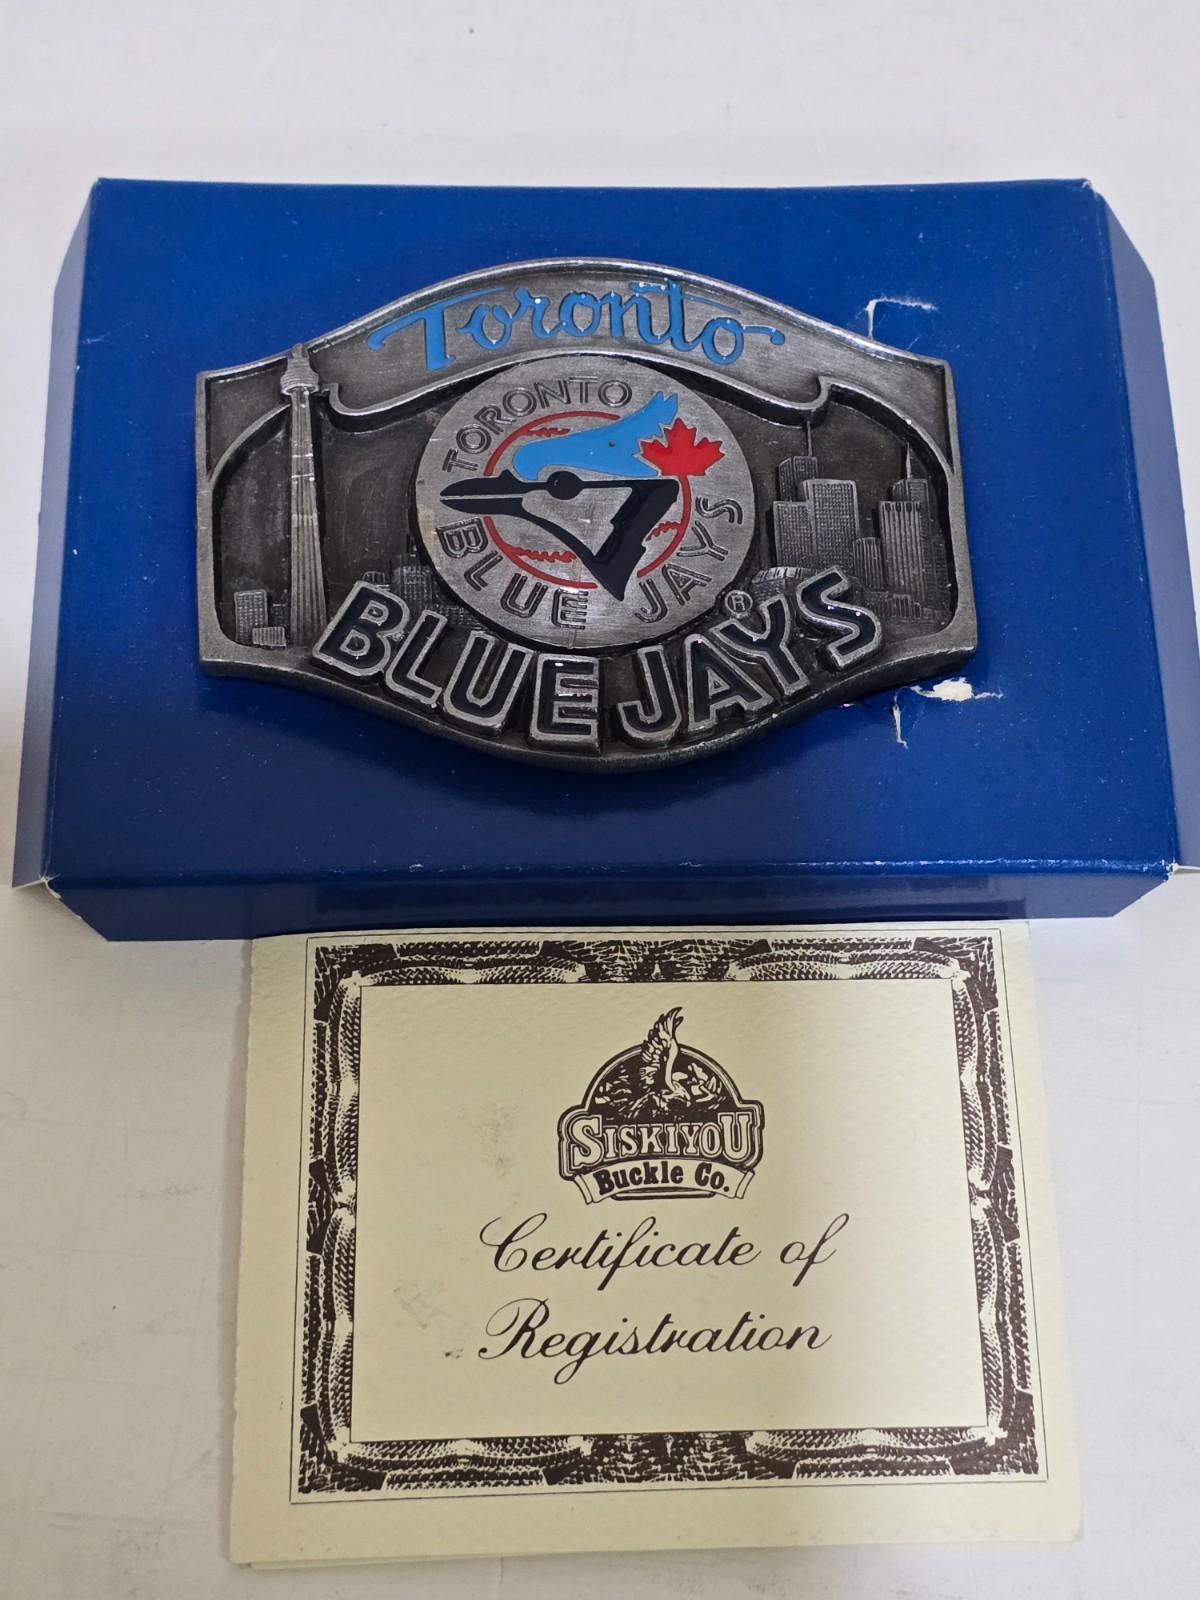 Toronto
TORONTO
BLUE JAYS
BLUE JAYS®
SISKIYOU
Buckle Co.
Certificate of
Registration